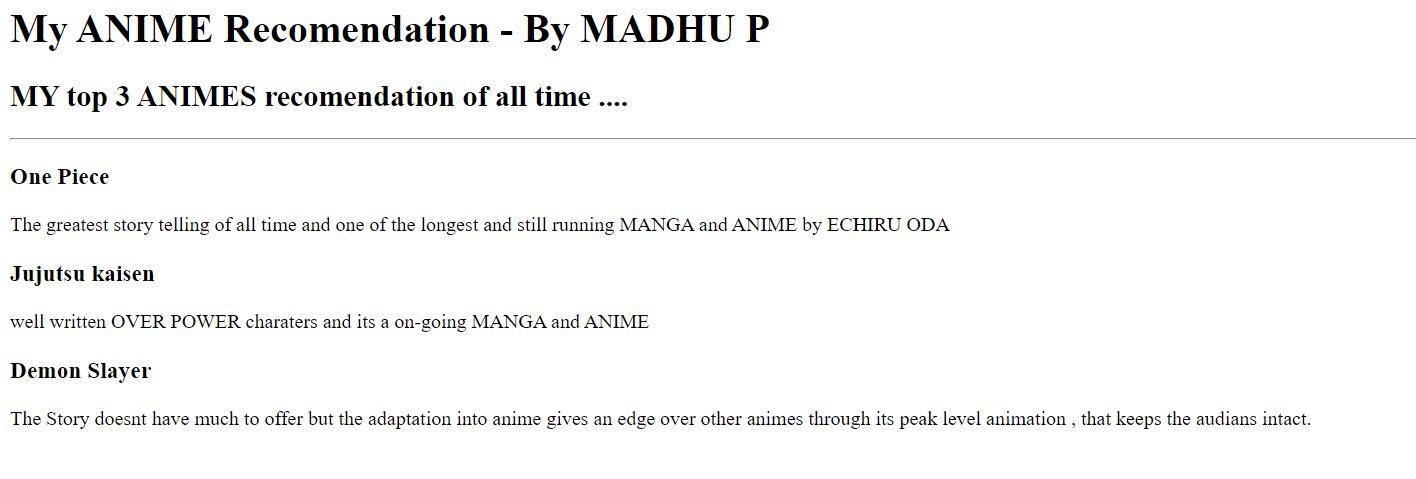 My ANIME Recomendation - By MADHU P
MY top 3 ANIMES recomendation of all time ....
One Piece
The greatest story telling of all time and one of the longest and still running MANGA and ANIME by ECHIRU ODA
Jujutsu kaisen
well written OVER POWER charaters and its a on-going MANGA and ANIME
Demon Slayer
The Story doesnt have much to offer but the adaptation into anime gives an edge over other animes through its peak level animation , that keeps the audians intact.